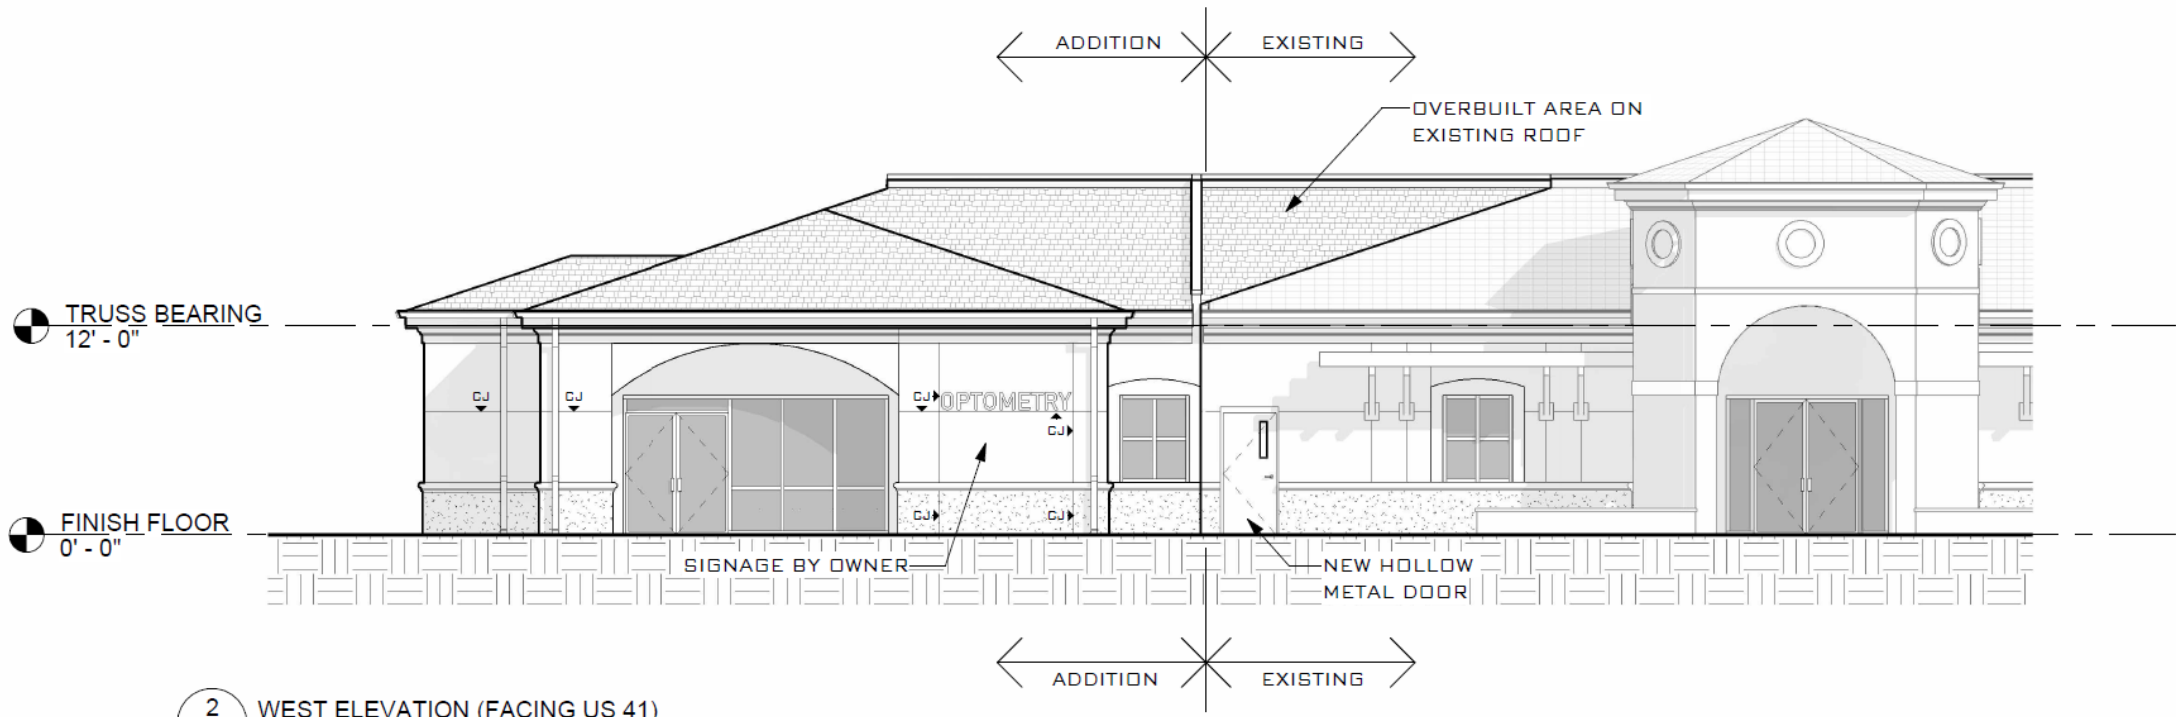 ADDITION
EXISTING
OVERBUILT AREA ON
EXISTING ROOF
TRUSS BEARING
12' - 0"
CJ
CJ
CJ
OPTOMETRY
CJ
FINISH FLOOR
0' - 0"
CJ
CJ
SIGNAGE BY OWNER
NEW HOLLOW
METAL DOOR
ADDITION
EXISTING
2
WEST ELEVATION (FACING US 41)